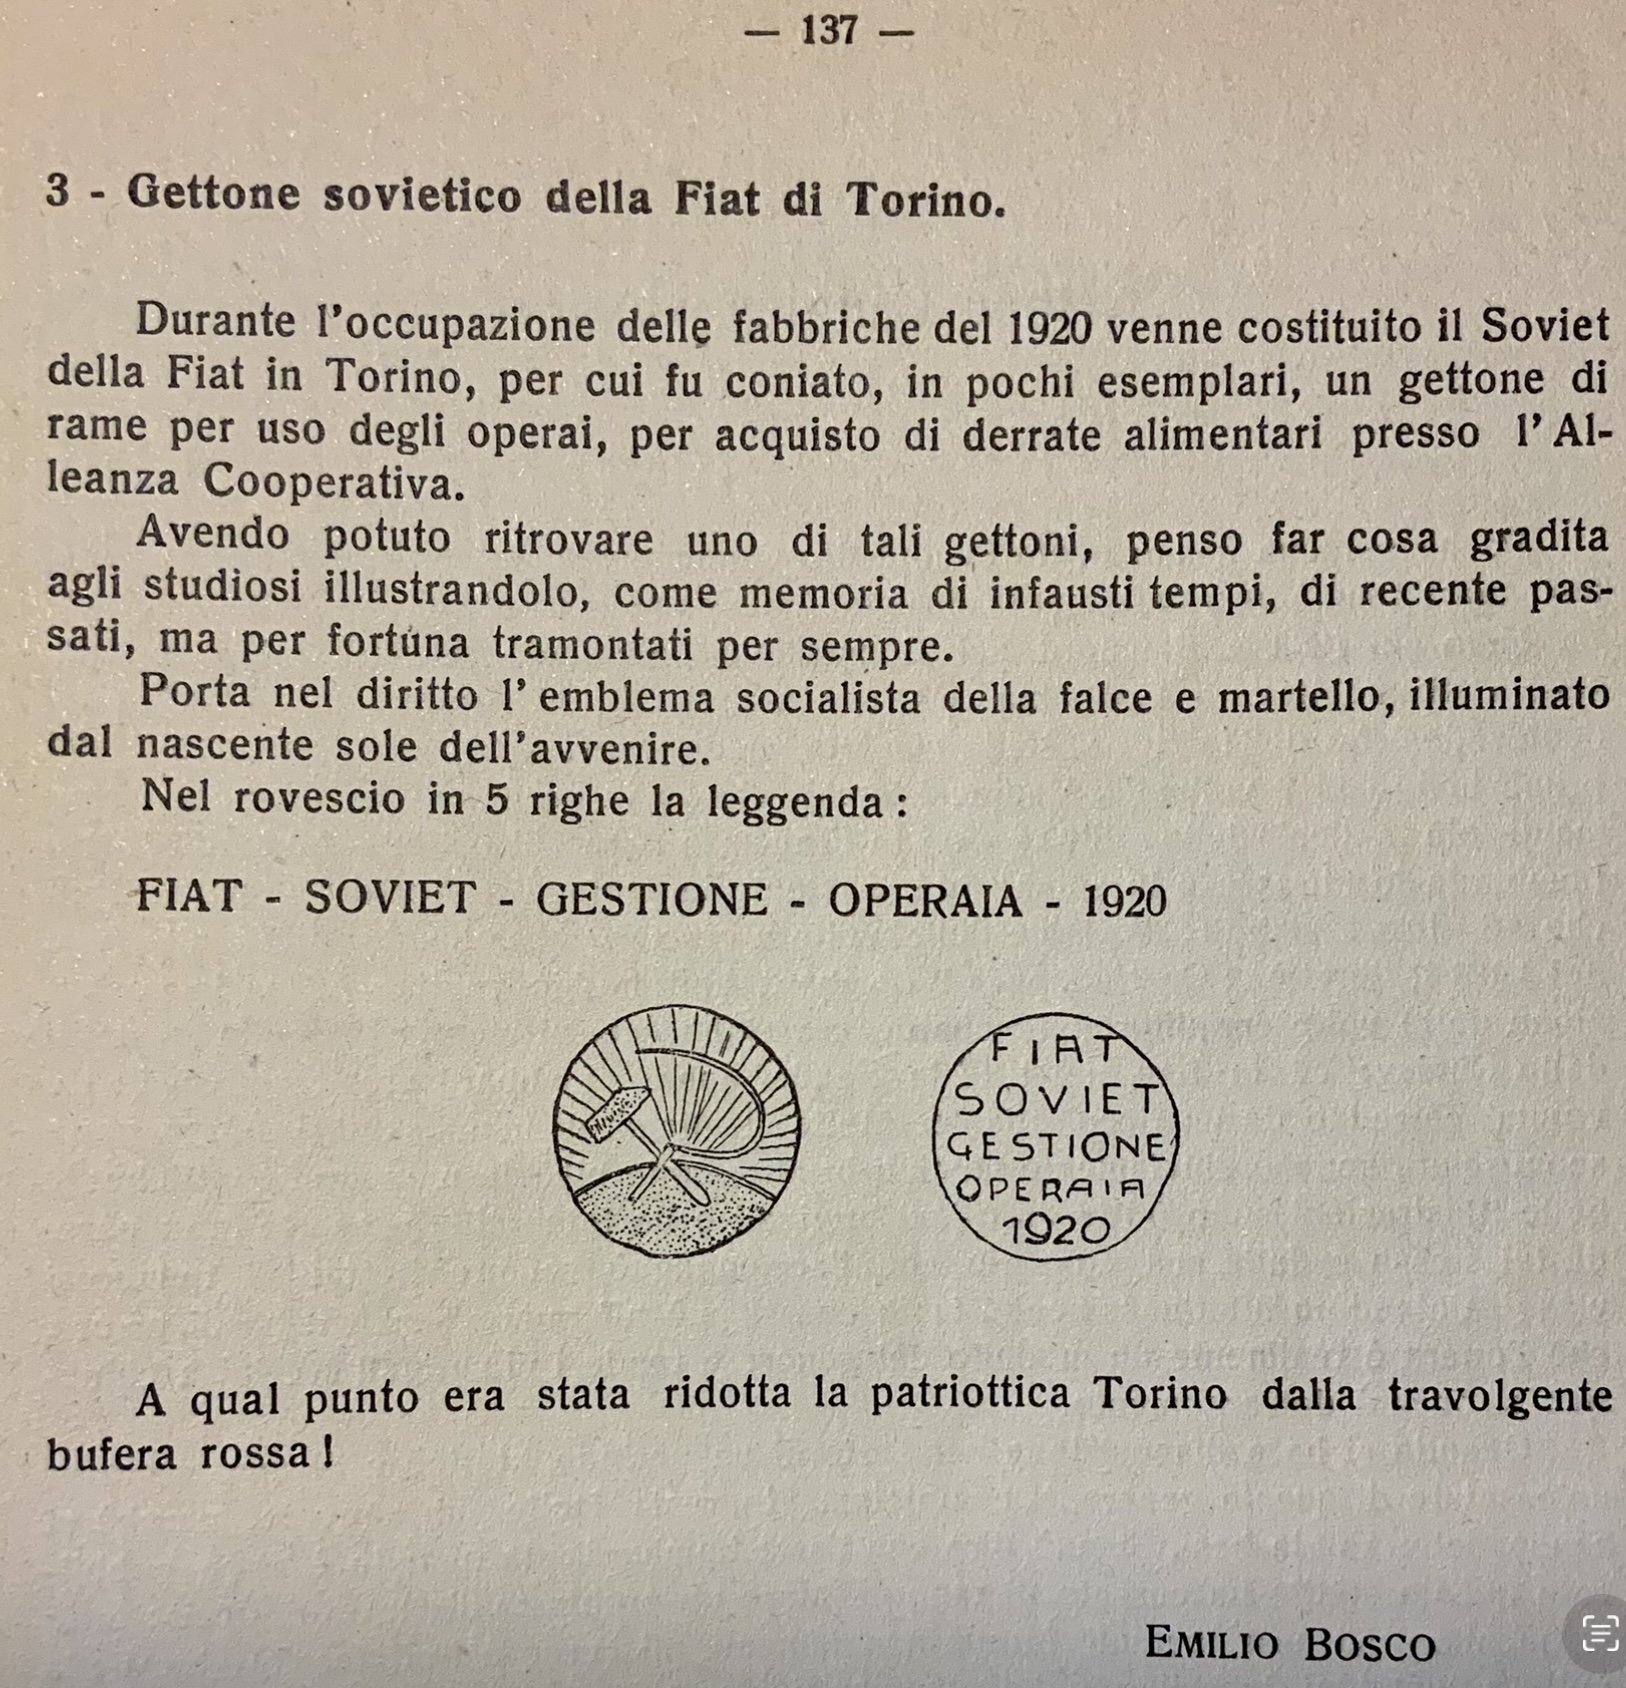 — 137 —
3 - Gettone sovietico della Fiat di Torino.
Durante l'occupazione delle fabbriche del 1920 venne costituito il Soviet
della Fiat in Torino, per cui fu coniato, in pochi esemplari, un gettone di
rame per uso degli operai, per acquisto di derrate alimentari presso l'Al-
leanza Cooperativa.
Avendo potuto ritrovare uno di tali gettoni, penso far cosa gradita
agli studiosi illustrandolo, come memoria di infausti tempi, di recente pas-
sati, ma per fortuna tramontati per sempre.
Porta nel diritto l'emblema socialista della falce e martello, illuminato
dal nascente sole dell'avvenire.
Nel rovescio in 5 righe la leggenda :
FIAT - SOVIET - GESTIONE - OPERAIA - 1920
FIAT
SOVIET
GESTIONE
OPERAIA
1920
A qual punto era stata ridotta la patriottica Torino dalla travolgente
bufera rossa !
EMILIO BOSCO